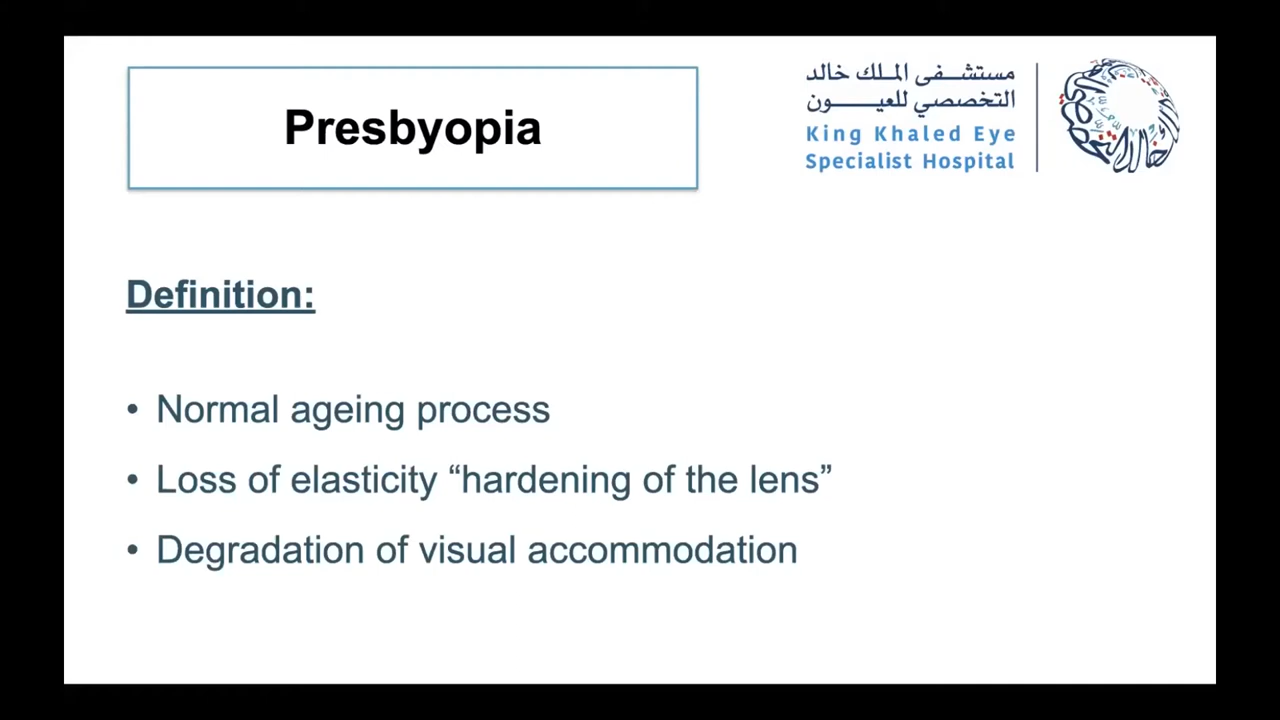 Presbyopia
مستشفى الملك خالد
التخصصي للعيون
King Khaled Eye
Specialist Hospital
Definition:
• Normal ageing process
• Loss of elasticity “hardening of the lens”
• Degradation of visual accommodation